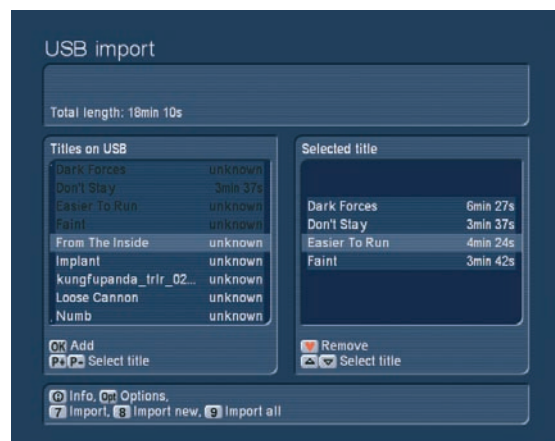 USB import
Total length: 18min 10s
Titles on USB
Dark Forces unknown
Don't Stay 3min 37s
Easier To Run unknown
Faint unknown
From The Inside unknown
Implant unknown
kungfupanda_trlr_02... unknown
Loose Cannon unknown
Numb unknown
OK Add
P+ P- Select title
Selected title
Dark Forces 6min 27s
Don't Stay 3min 37s
Easier To Run 4min 24s
Faint 3min 42s
Remove
Select title
Info, Opt Options,
7 Import, 8 Import new, 9 Import all